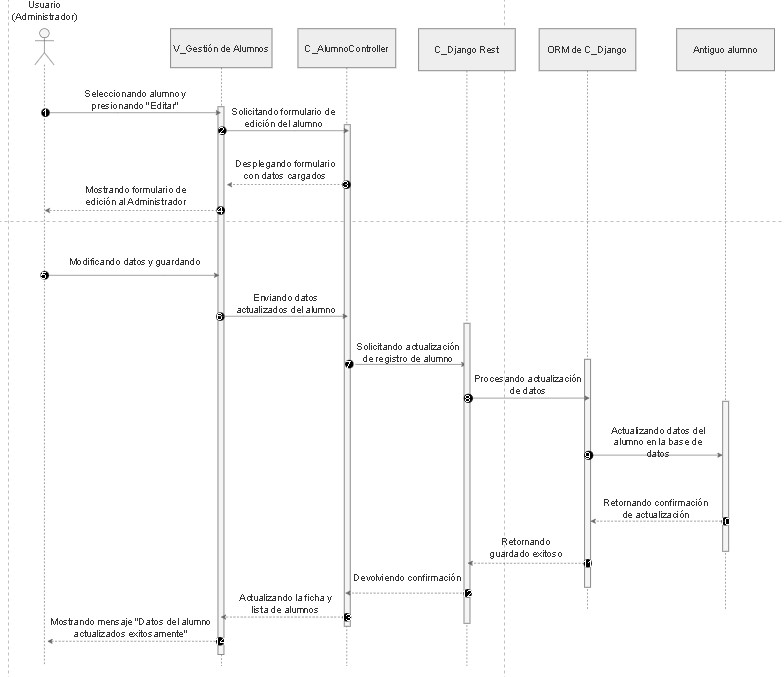 Usuario
(Administrador)
V_Gestión de Alumnos
C_AlumnoController
C_Django Rest
ORM de C_Django
Antiguo alumno
Seleccionando alumno y
presionando "Editar"
1
Solicitando formulario de
edición del alumno
2
Desplegando formulario
con datos cargados
3
Mostrando formulario de
edición al Administrador
4
Modificando datos y guardando
5
Enviando datos
actualizados del alumno
6
Solicitando actualización
de registro de alumno
7
Procesando actualización
de datos
8
Actualizando datos del
alumno en la base de
datos
9
Retornando confirmación
de actualización
Retornando
guardado exitoso
Devolviendo confirmación
Actualizando la ficha y
lista de alumnos
Mostrando mensaje "Datos del alumno
actualizados exitosamente"